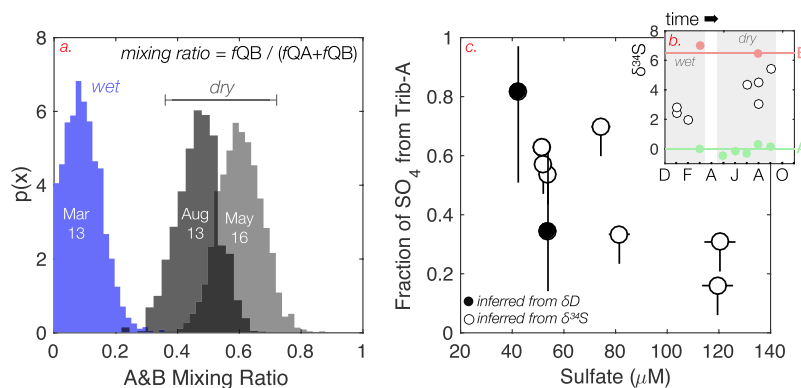 a.
mixing ratio = fQB / (fQA+fQB)
wet
dry
Mar
13
Aug
13
May
16
p(x)
8
6
4
2
0
0
0.2
0.4
0.6
0.8
1
A&B Mixing Ratio
c.
Fraction of SO4 from Trib-A
1
0.8
0.6
0.4
0.2
0
20
40
60
80
100
120
140
Sulfate (μM)
inferred from δD
inferred from δ³⁴S
time
b.
dry
wet
δ³⁴S
8
6
4
2
0
B
A
D
F
A
J
A
O